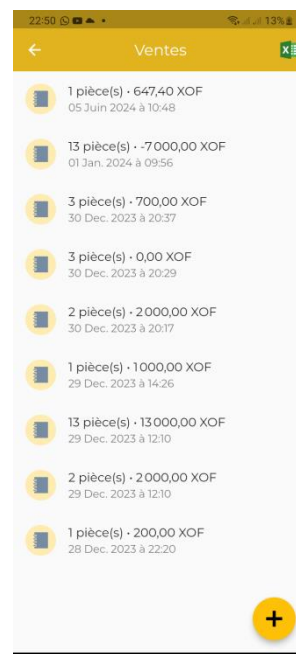 22:50 13%
Ventes
1 pièce(s) • 647,40 XOF
05 Juin 2024 à 10:48
13 pièce(s) • -7 000,00 XOF
01 Jan. 2024 à 09:56
3 pièce(s) • 700,00 XOF
30 Dec. 2023 à 20:37
3 pièce(s) • 0,00 XOF
30 Dec. 2023 à 20:29
2 pièce(s) • 2 000,00 XOF
30 Dec. 2023 à 20:17
1 pièce(s) • 1 000,00 XOF
29 Dec. 2023 à 14:26
13 pièce(s) • 13 000,00 XOF
29 Dec. 2023 à 12:10
2 pièce(s) • 2 000,00 XOF
29 Dec. 2023 à 12:10
1 pièce(s) • 200,00 XOF
28 Dec. 2023 à 22:20